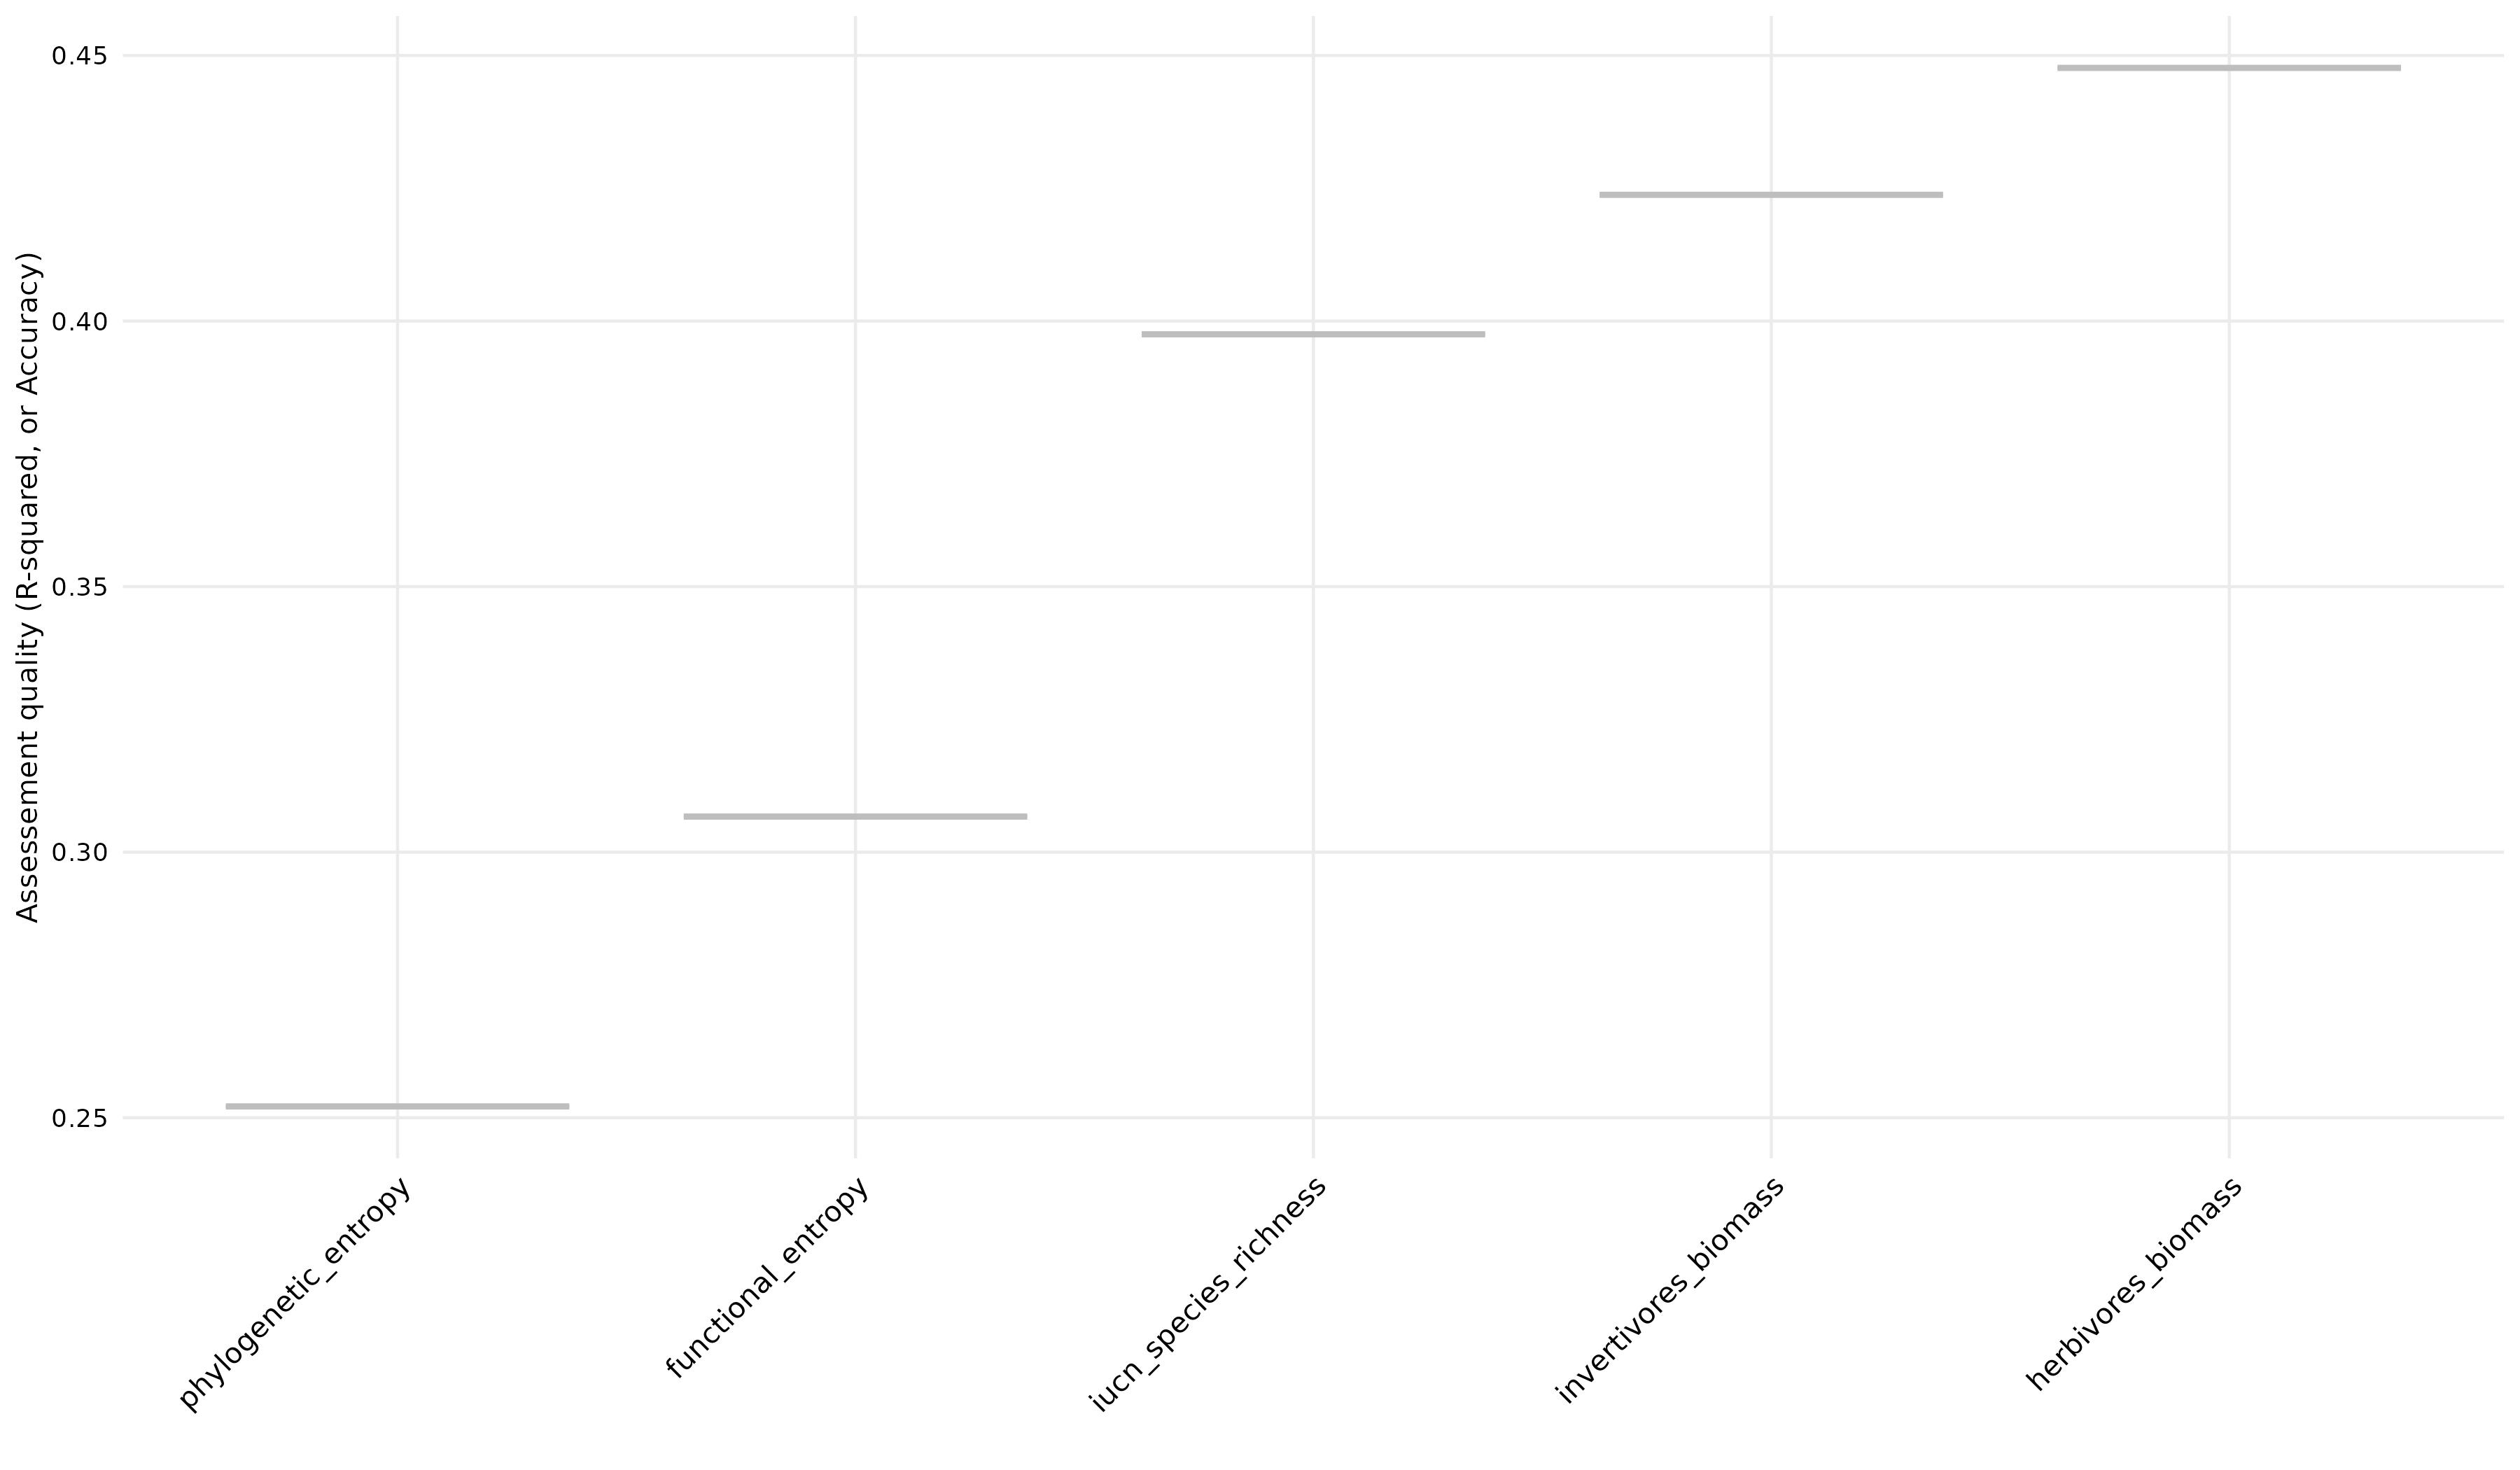 Assessement quality (R-squared, or Accuracy)
0.45
0.40
0.35
0.30
0.25
phylogenetic_entropy
functional_entropy
iucn_species_richness
invertivores_biomass
herbivores_biomass